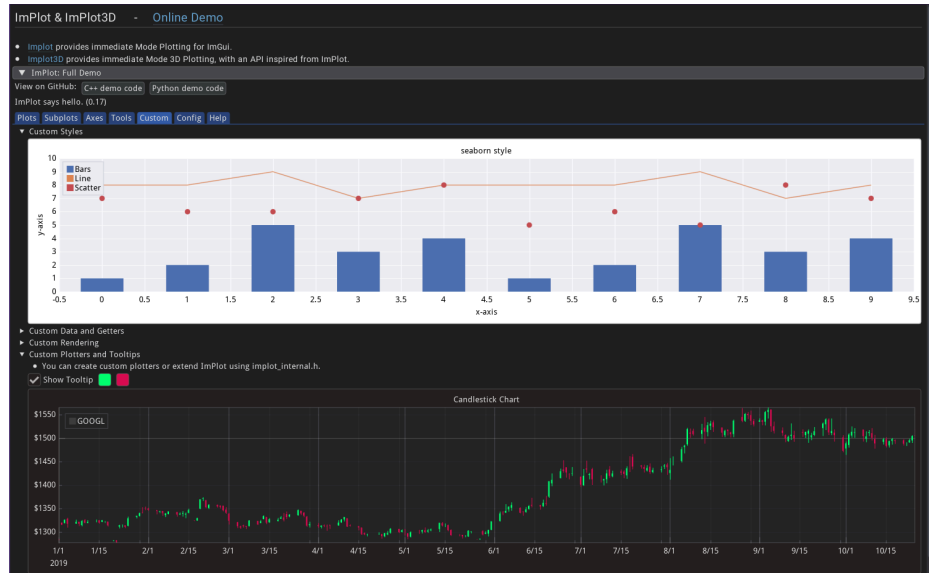 ImPlot & ImPlot3D - Online Demo
• Implot provides immediate Mode Plotting for ImGui.
• Implot3D provides immediate Mode 3D Plotting, with an API inspired from ImPlot.
▼ ImPlot: Full Demo
View on GitHub: C++ demo code Python demo code
ImPlot says hello. (0.17)
Plots Subplots Axes Tools Custom Config Help
▼ Custom Styles
seaborn style
Bars
Line
Scatter
y-axis
10
9
8
7
6
5
4
3
2
1
0
-0.5 0 0.5 1 1.5 2 2.5 3 3.5 4 4.5 5 5.5 6 6.5 7 7.5 8 8.5 9 9.5
x-axis
► Custom Data and Getters
► Custom Rendering
▼ Custom Plotters and Tooltips
• You can create custom plotters or extend ImPlot using implot_internal.h.
Show Tooltip
Candlestick Chart
GOOGL
$1550
$1500
$1450
$1400
$1350
$1300
1/1 1/15 2/1 2/15 3/1 3/15 4/1 4/15 5/1 5/15 6/1 6/15 7/1 7/15 8/1 8/15 9/1 9/15 10/1 10/15
2019